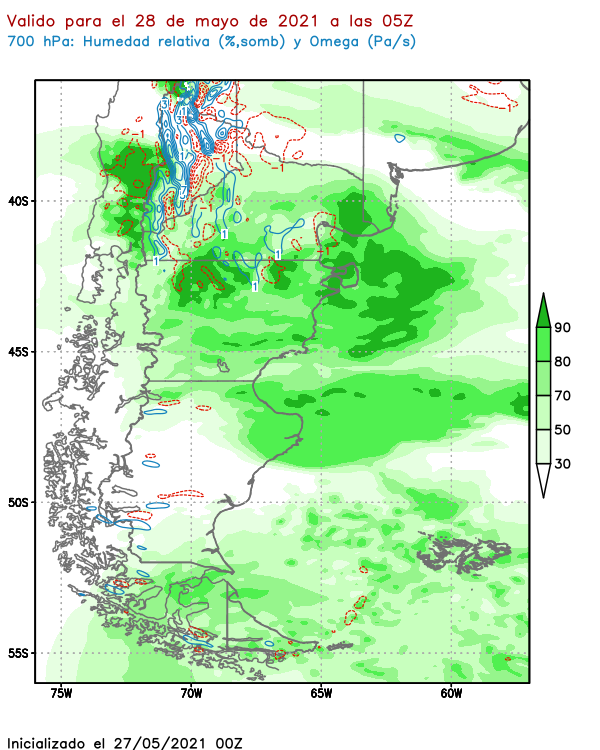 Valido para el 28 de mayo de 2021 a las 05Z
700 hPa: Humedad relativa (%,somb) y Omega (Pa/s)
40S
45S
50S
55S
75W 70W 65W 60W
90
80
70
50
30
-1
-1
-1
-1
1
1
1
1
Inicializado el 27/05/2021 00Z